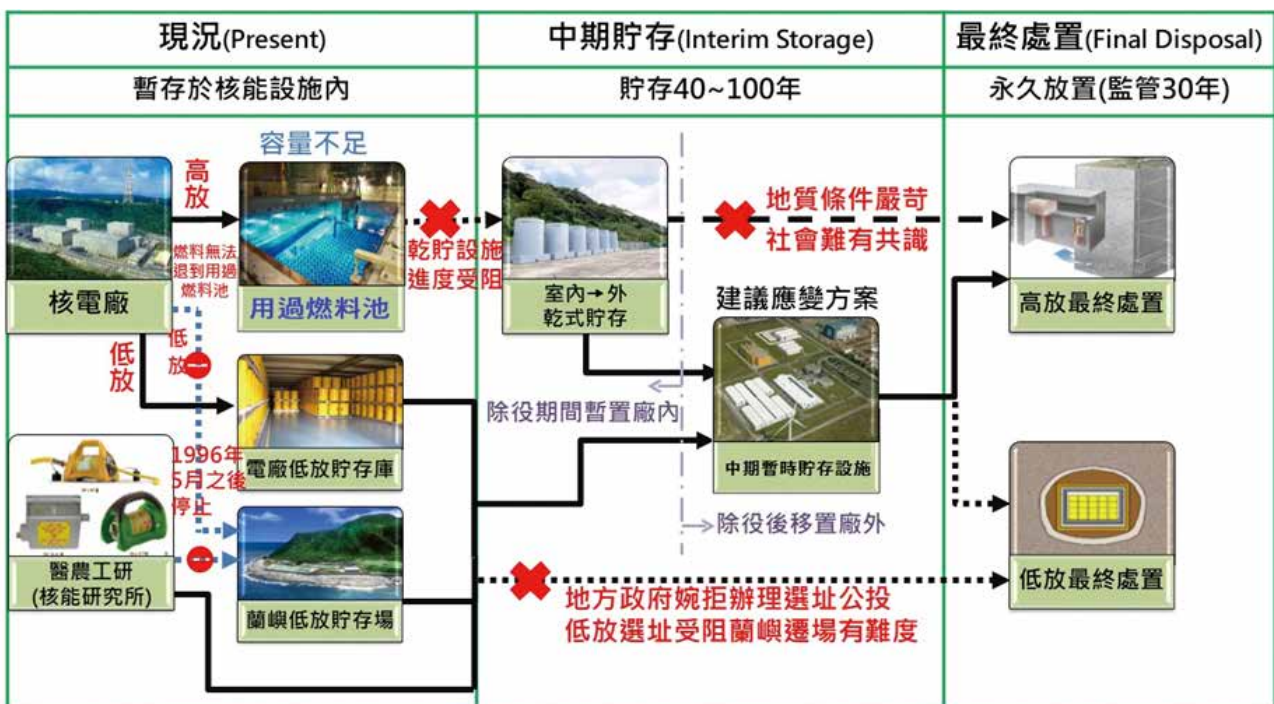 現況(Present)
中期貯存(Interim Storage)
最終處置(Final Disposal)
暫存於核能設施內
貯存40~100年
永久放置(監管30年)
容量不足
高
放
燃料無法
退到用過
燃料池
核電廠
用過燃料池
乾貯設施
進度受阻
室內→外
乾式貯存
地質條件嚴苛
社會難有共識
高放最終處置
建議應變方案
低
放
低
放
電廠低放貯存庫
除役期間暫置廠內
中期暫時貯存設施
1996年
5月之後
停止
除役後移置廠外
醫農工研
(核能研究所)
蘭嶼低放貯存場
地方政府婉拒辦理選址公投
低放選址受阻蘭嶼遷場有難度
低放最終處置